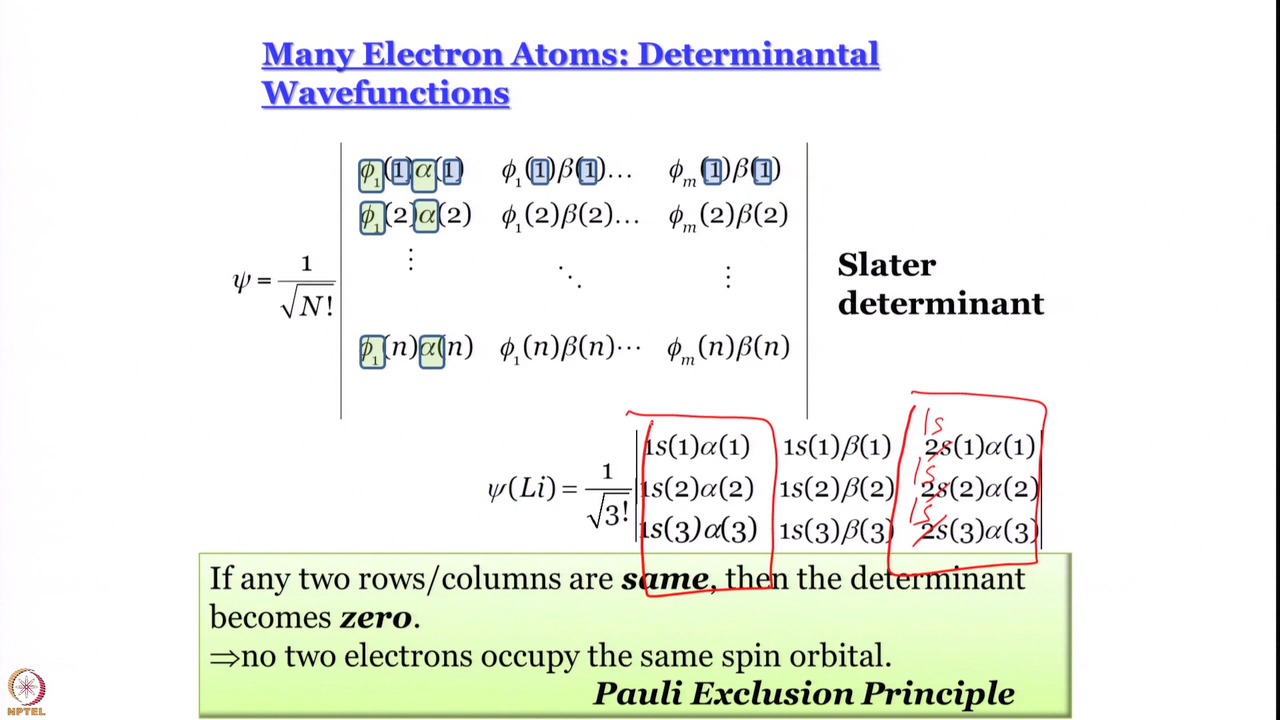 Many Electron Atoms: Determinantal
Wavefunctions
ϕ₁(1)α(1) ϕ₁(1)β(1)… ϕₘ(1)β(1)
ϕ₁(2)α(2) ϕ₁(2)β(2)… ϕₘ(2)β(2)
⋮ ⋱ ⋮
ψ = 1/√N!
ϕ₁(n)α(n) ϕ₁(n)β(n)⋯ ϕₘ(n)β(n)
Slater
determinant
1s
1s(1)α(1) 1s(1)β(1) 2s(1)α(1)
1s
ψ(Li) = 1/√3! 1s(2)α(2) 1s(2)β(2) 2s(2)α(2)
1s
1s(3)α(3) 1s(3)β(3) 2s(3)α(3)
If any two rows/columns are same, then the determinant
becomes zero.
⇒no two electrons occupy the same spin orbital.
Pauli Exclusion Principle
NPTEL